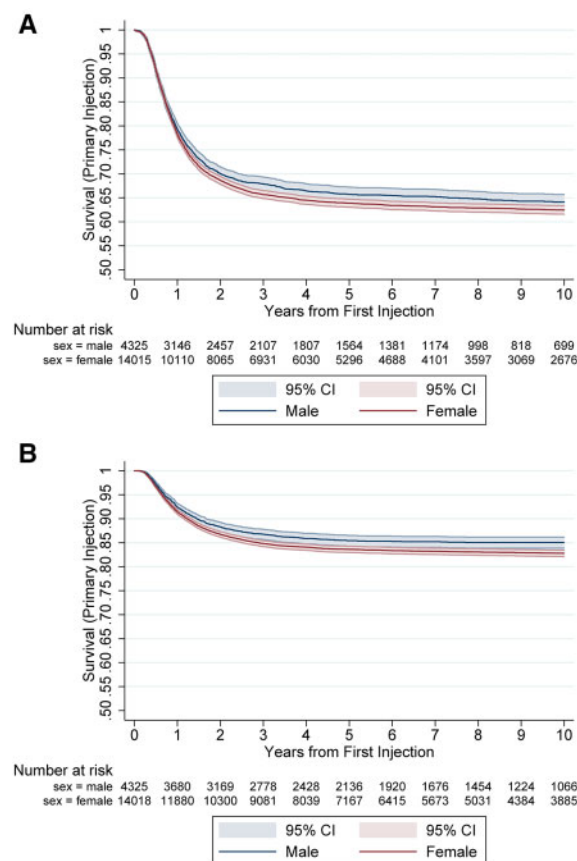 A
Survival (Primary Injection)
1
.95
.90
.85
.80
.75
.70
.65
.60
.55
.50
0 1 2 3 4 5 6 7 8 9 10
Years from First Injection
Number at risk
sex = male 4325 3146 2457 2107 1807 1564 1381 1174 998 818 699
sex = female 14015 10110 8065 6931 6030 5296 4688 4101 3597 3069 2676
95% CI 95% CI
Male Female
B
Survival (Primary Injection)
1
.95
.90
.85
.80
.75
.70
.65
.60
.55
.50
0 1 2 3 4 5 6 7 8 9 10
Years from First Injection
Number at risk
sex = male 4325 3680 3169 2778 2428 2136 1920 1676 1454 1224 1066
sex = female 14018 11880 10300 9081 8039 7167 6415 5673 5031 4384 3885
95% CI 95% CI
Male Female